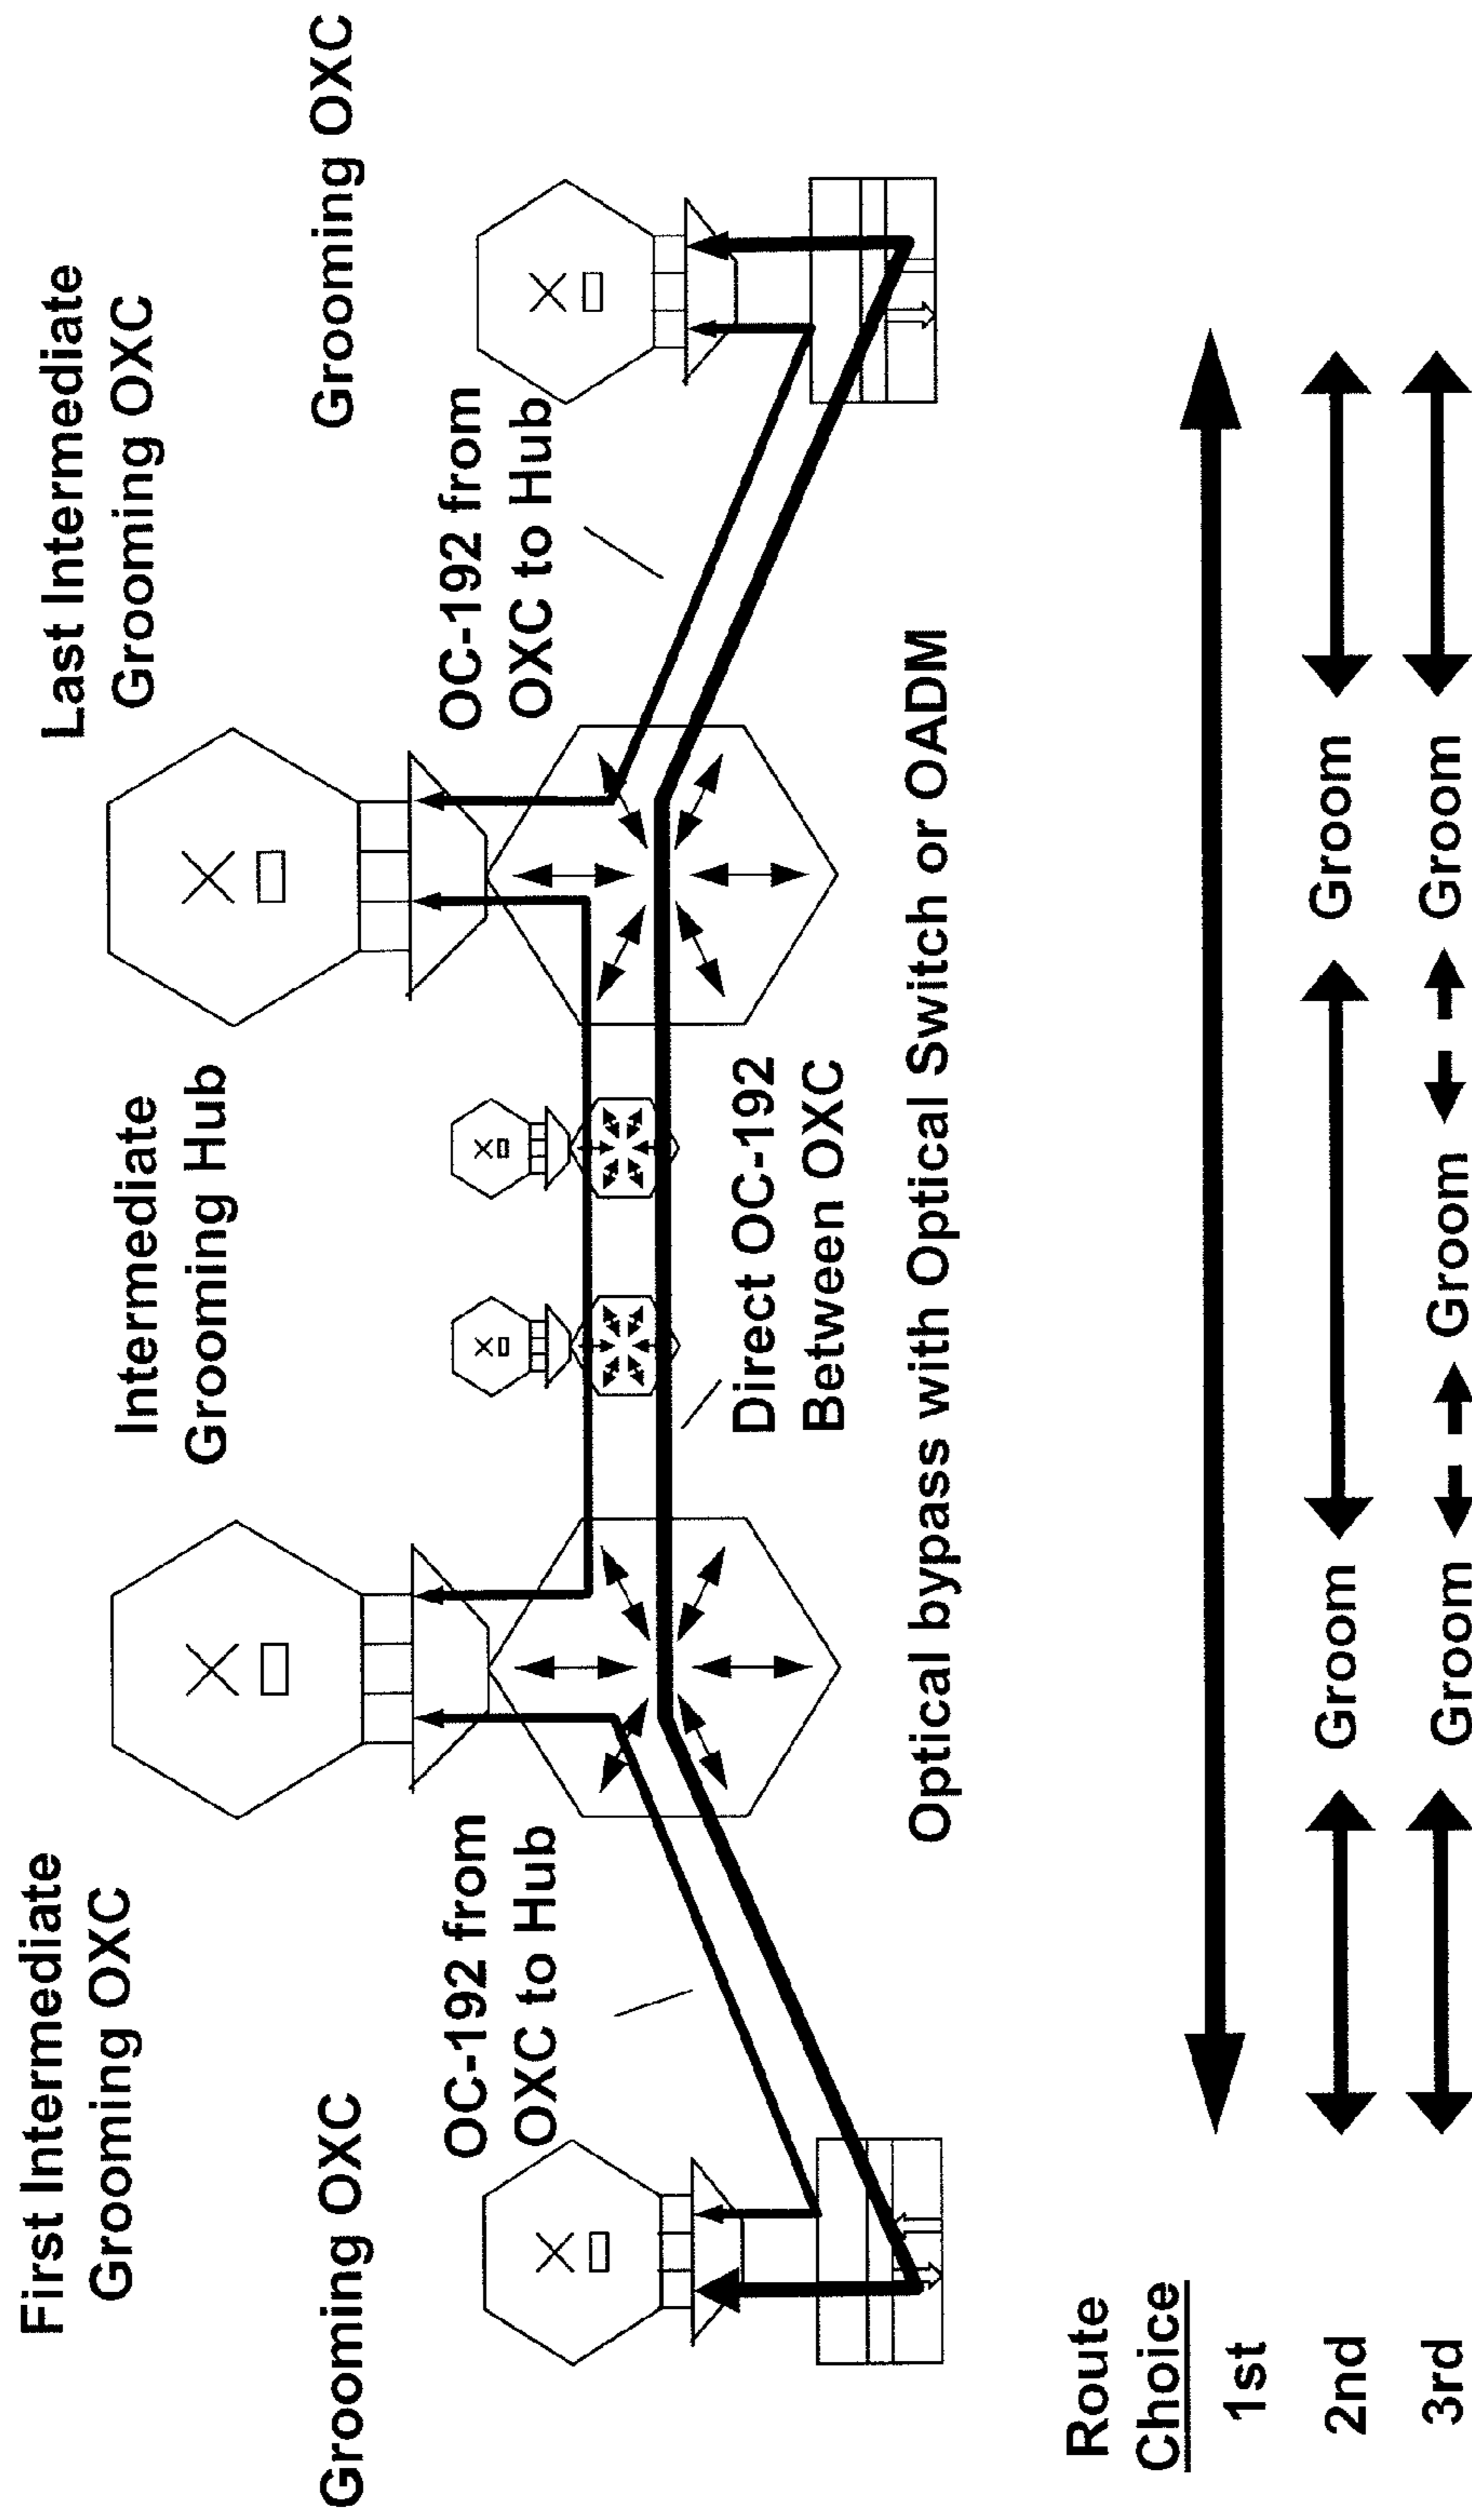 First Intermediate
Grooming OXC
Last Intermediate
Grooming OXC
Intermediate
Grooming Hub
Grooming OXC
Grooming OXC
OC-192 from
OXC to Hub
OC-192 from
OXC to Hub
Direct OC-192
Between OXC
Optical bypass with Optical Switch or OADM
Route
Choice
1st
2nd Groom Groom
3rd Groom Groom Groom